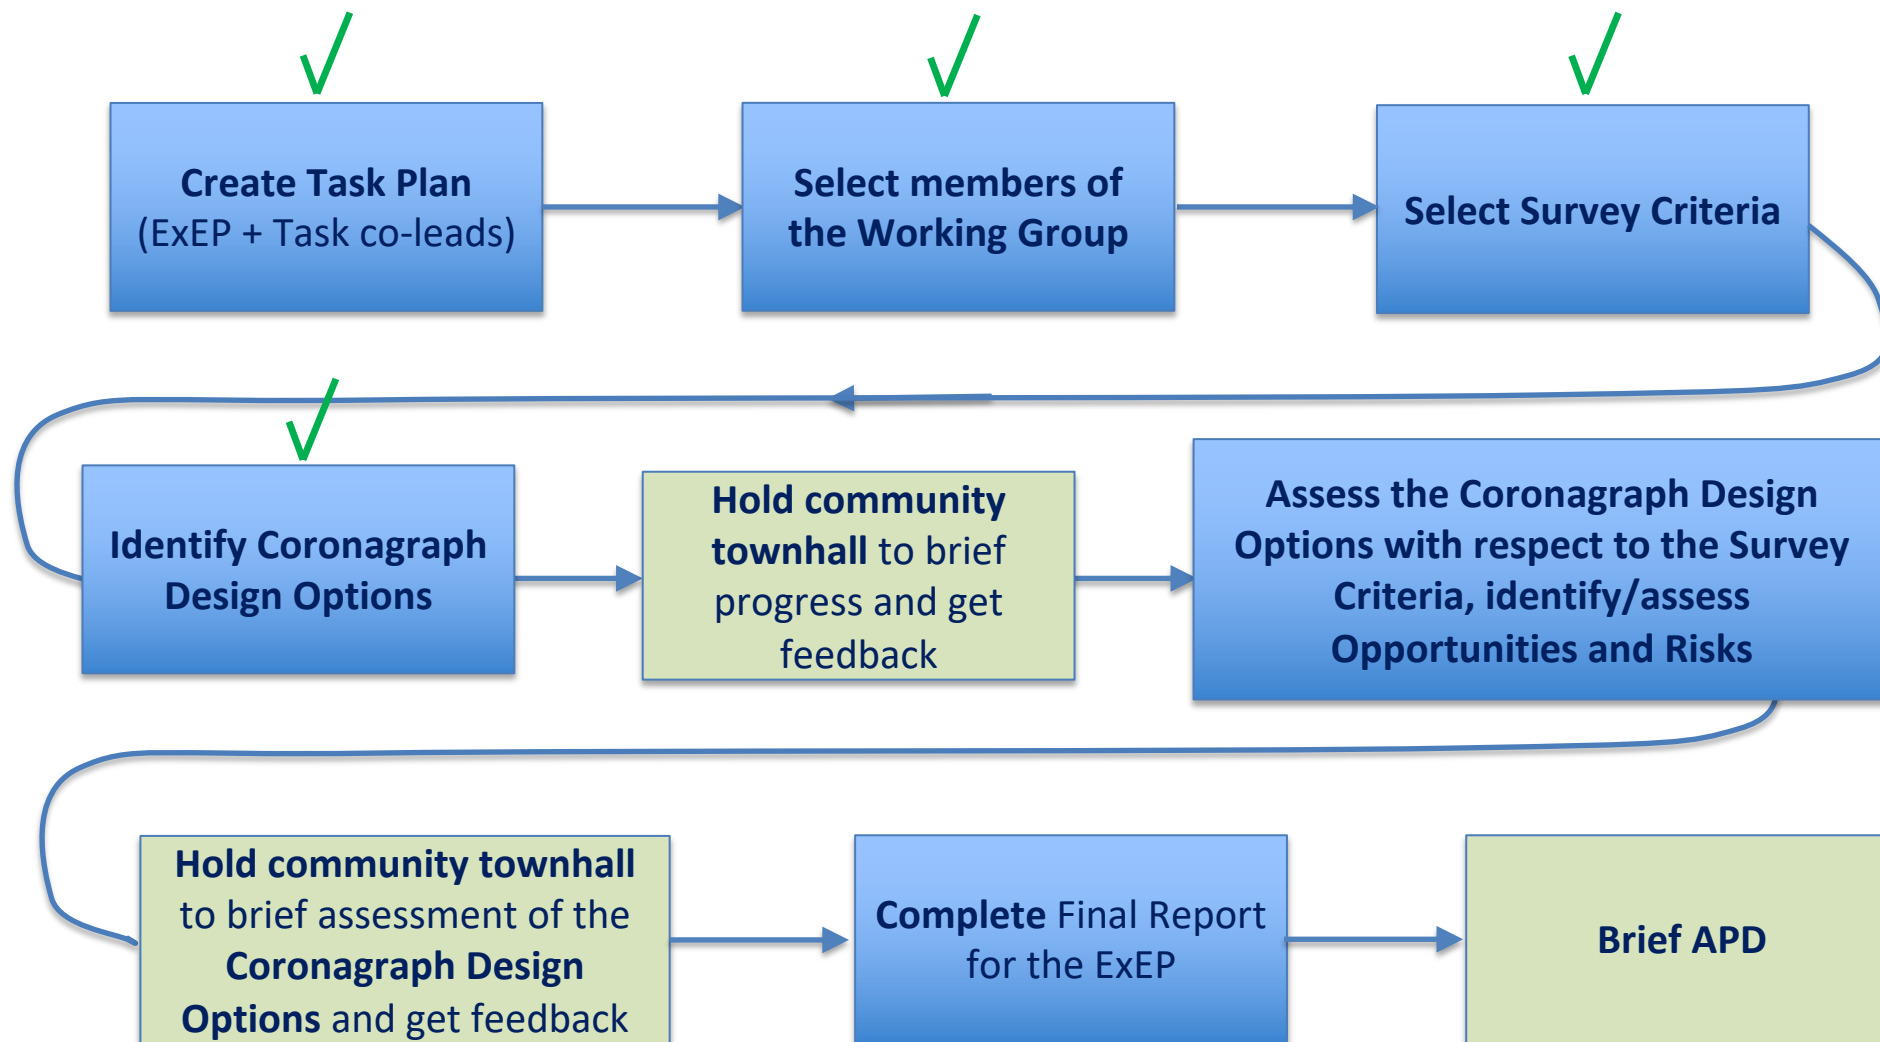 Create Task Plan
(ExEP + Task co-leads)
Select members of
the Working Group
Select Survey Criteria
Identify Coronagraph
Design Options
Hold community
townhall to brief
progress and get
feedback
Assess the Coronagraph Design
Options with respect to the Survey
Criteria, identify/assess
Opportunities and Risks
Hold community townhall
to brief assessment of the
Coronagraph Design
Options and get feedback
Complete Final Report
for the ExEP
Brief APD